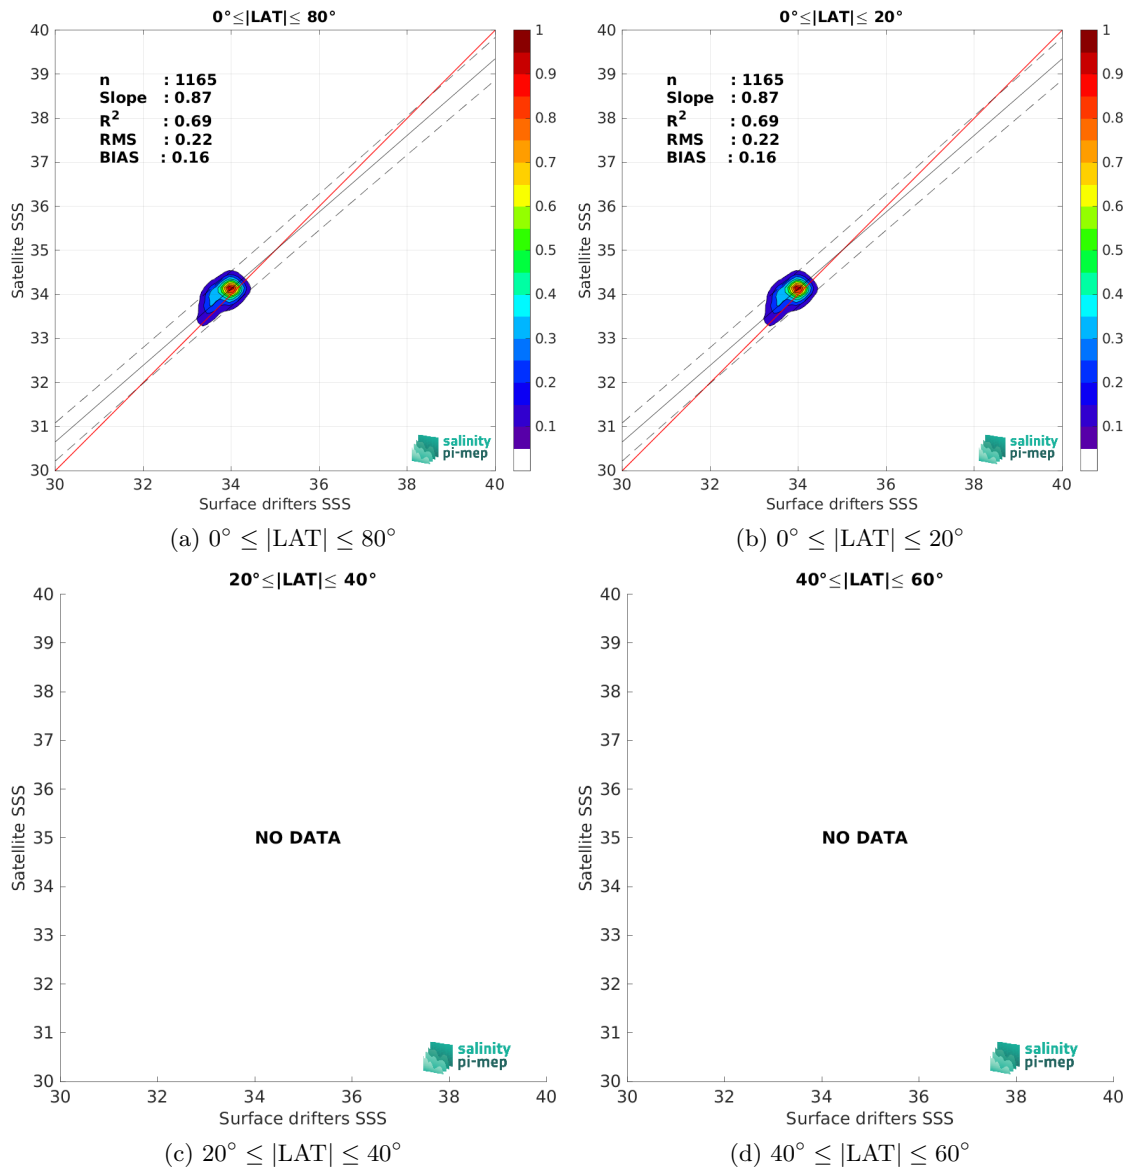 0°≤|LAT|≤ 80°
40
39
38
37
36
35
34
33
32
31
30
Satellite SSS
n : 1165
Slope : 0.87
R² : 0.69
RMS : 0.22
BIAS : 0.16
salinity
pi-mep
30 32 34 36 38 40
Surface drifters SSS
1
0.9
0.8
0.7
0.6
0.5
0.4
0.3
0.2
0.1
(a) 0° ≤ |LAT| ≤ 80°
0°≤|LAT|≤ 20°
40
39
38
37
36
35
34
33
32
31
30
Satellite SSS
n : 1165
Slope : 0.87
R² : 0.69
RMS : 0.22
BIAS : 0.16
salinity
pi-mep
30 32 34 36 38 40
Surface drifters SSS
1
0.9
0.8
0.7
0.6
0.5
0.4
0.3
0.2
0.1
(b) 0° ≤ |LAT| ≤ 20°
20°≤|LAT|≤ 40°
40
39
38
37
36
35
34
33
32
31
30
Satellite SSS
NO DATA
salinity
pi-mep
30 32 34 36 38 40
Surface drifters SSS
(c) 20° ≤ |LAT| ≤ 40°
40°≤|LAT|≤ 60°
40
39
38
37
36
35
34
33
32
31
30
Satellite SSS
NO DATA
salinity
pi-mep
30 32 34 36 38 40
Surface drifters SSS
(d) 40° ≤ |LAT| ≤ 60°